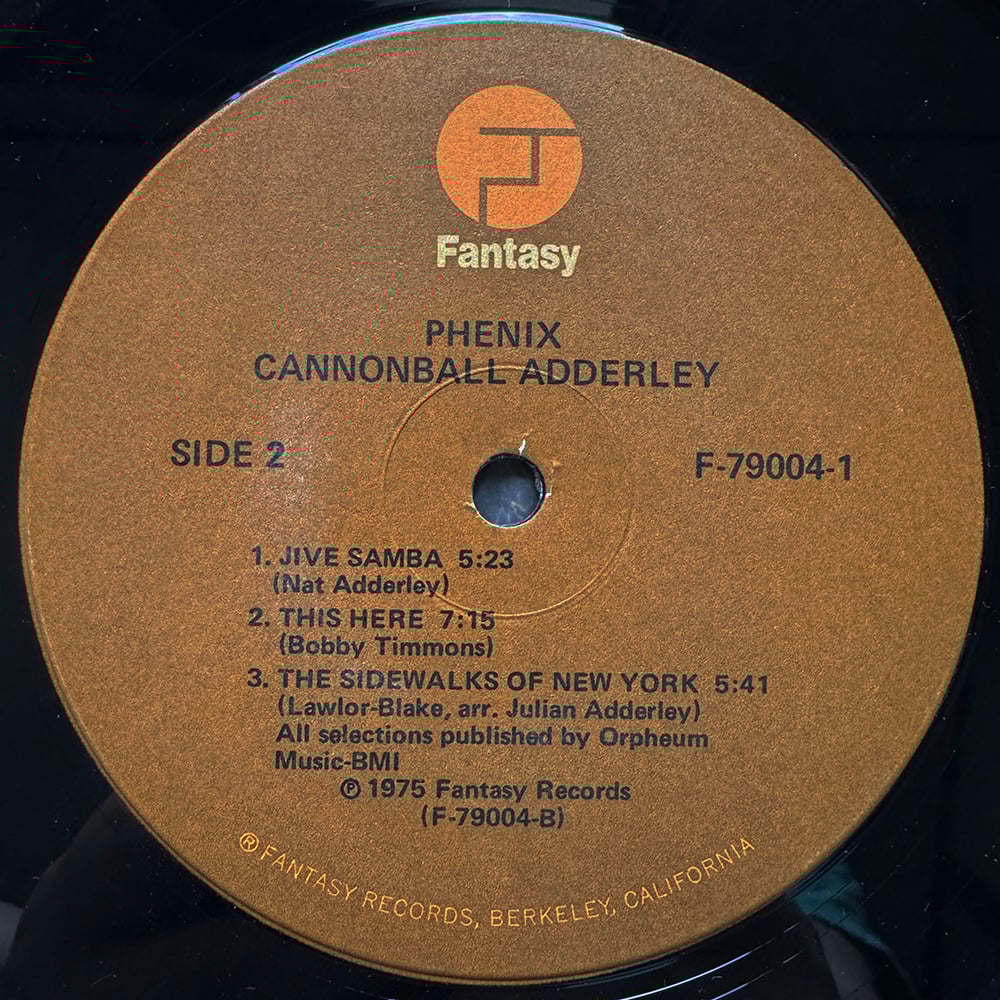 Fantasy
PHENIX
CANNONBALL ADDERLEY
SIDE 2
F-79004-1
1. JIVE SAMBA 5:23
(Nat Adderley)
2. THIS HERE 7:15
(Bobby Timmons)
3. THE SIDEWALKS OF NEW YORK 5:41
(Lawlor-Blake, arr. Julian Adderley)
All selections published by Orpheum
Music-BMI
℗ 1975 Fantasy Records
(F-79004-B)
® FANTASY RECORDS, BERKELEY, CALIFORNIA